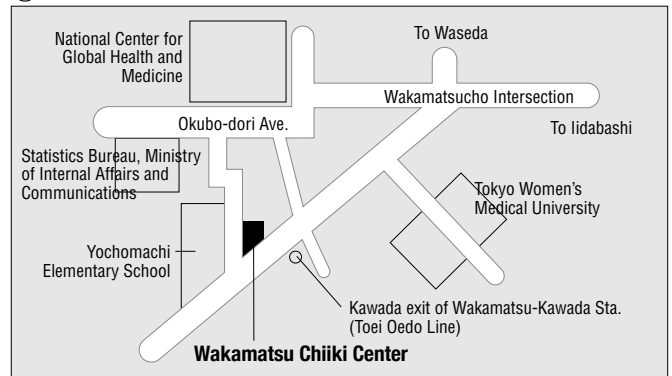 National Center for
Global Health and
Medicine
To Waseda
Wakamatsucho Intersection
Okubo-dori Ave.
To Iidabashi
Statistics Bureau, Ministry
of Internal Affairs and
Communications
Tokyo Women's
Medical University
Yochomachi
Elementary School
Kawada exit of Wakamatsu-Kawada Sta.
(Toei Oedo Line)
Wakamatsu Chiiki Center